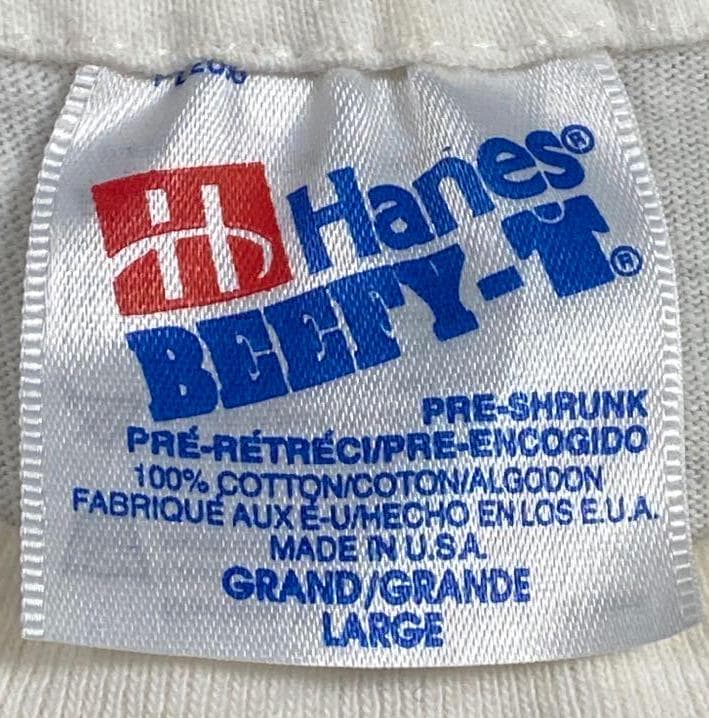 Hanes®
BEEFY-T®
PRE-SHRUNK
PRÉ-RÉTRÉCI/PRE-ENCOGIDO
100% COTTON/COTON/ALGODON
FABRIQUÉ AUX É-U/HECHO EN LOS E.U.A.
MADE IN U.S.A.
GRAND/GRANDE
LARGE